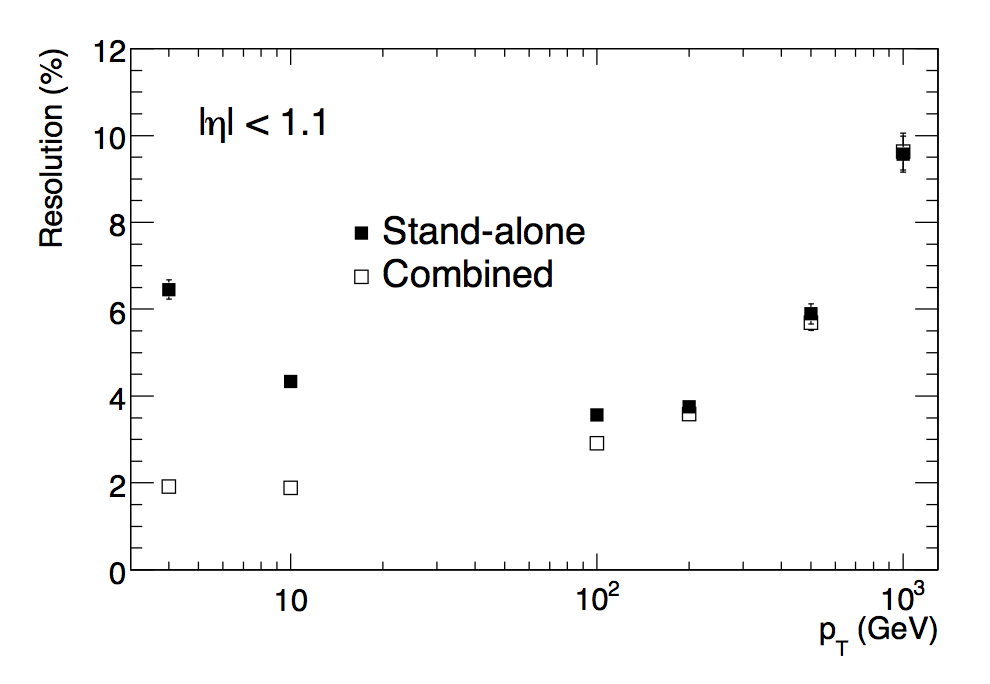 Resolution (%)
12
10
8
6
4
2
0
|η| < 1.1
Stand-alone
Combined
10
10²
10³
p_T (GeV)